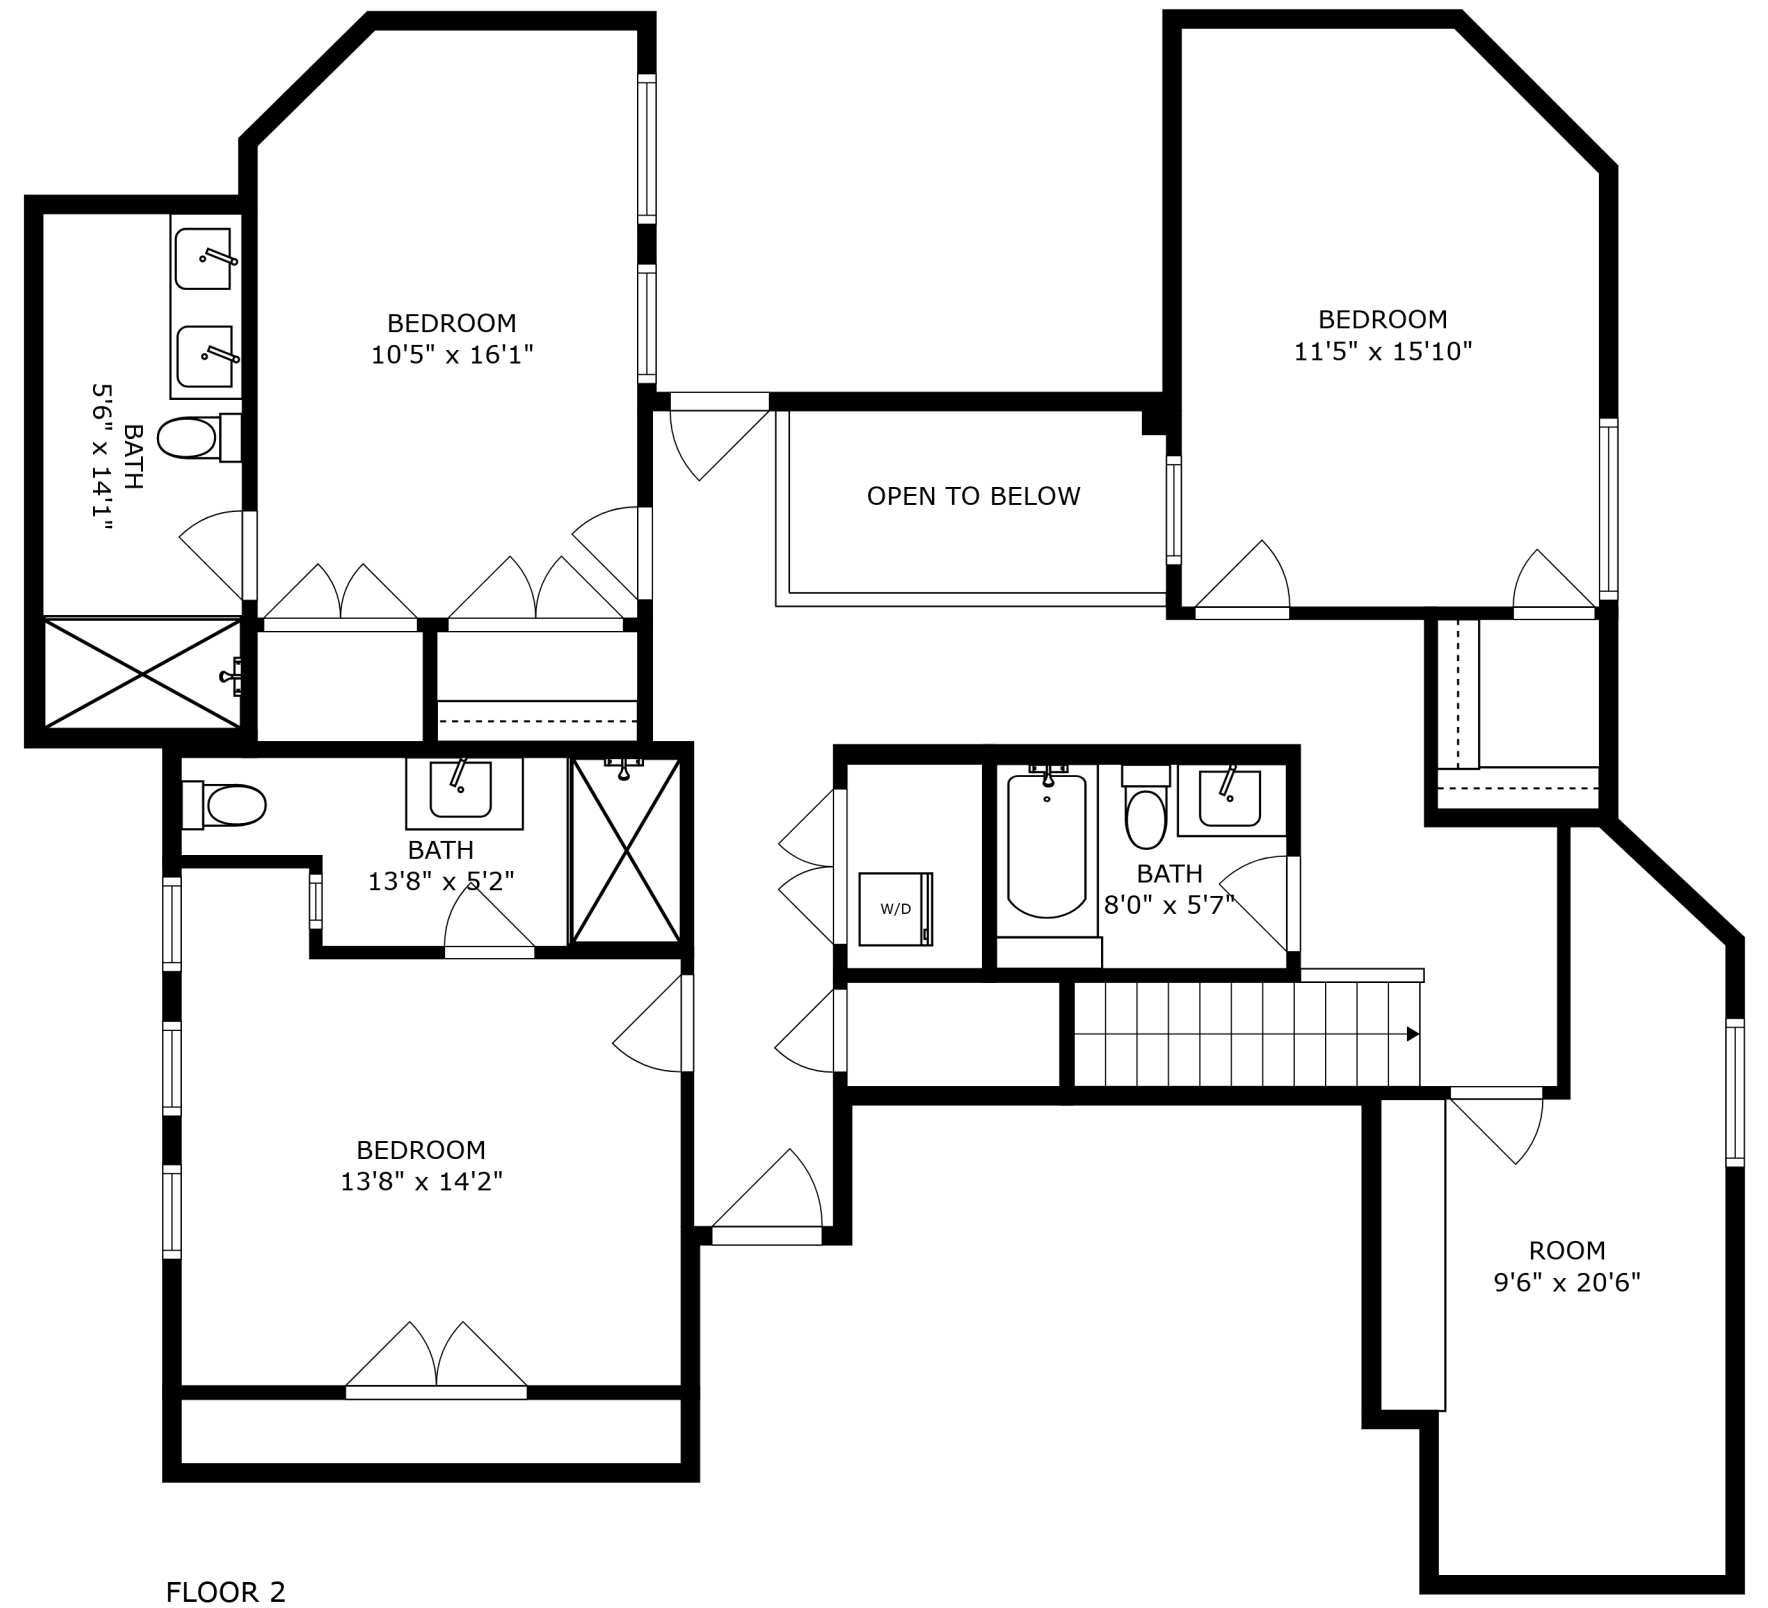 BEDROOM
10'5" x 16'1"
BEDROOM
11'5" x 15'10"
BATH
5'6" x 14'1"
OPEN TO BELOW
BATH
13'8" x 5'2"
W/D
BATH
8'0" x 5'7"
BEDROOM
13'8" x 14'2"
ROOM
9'6" x 20'6"
FLOOR 2